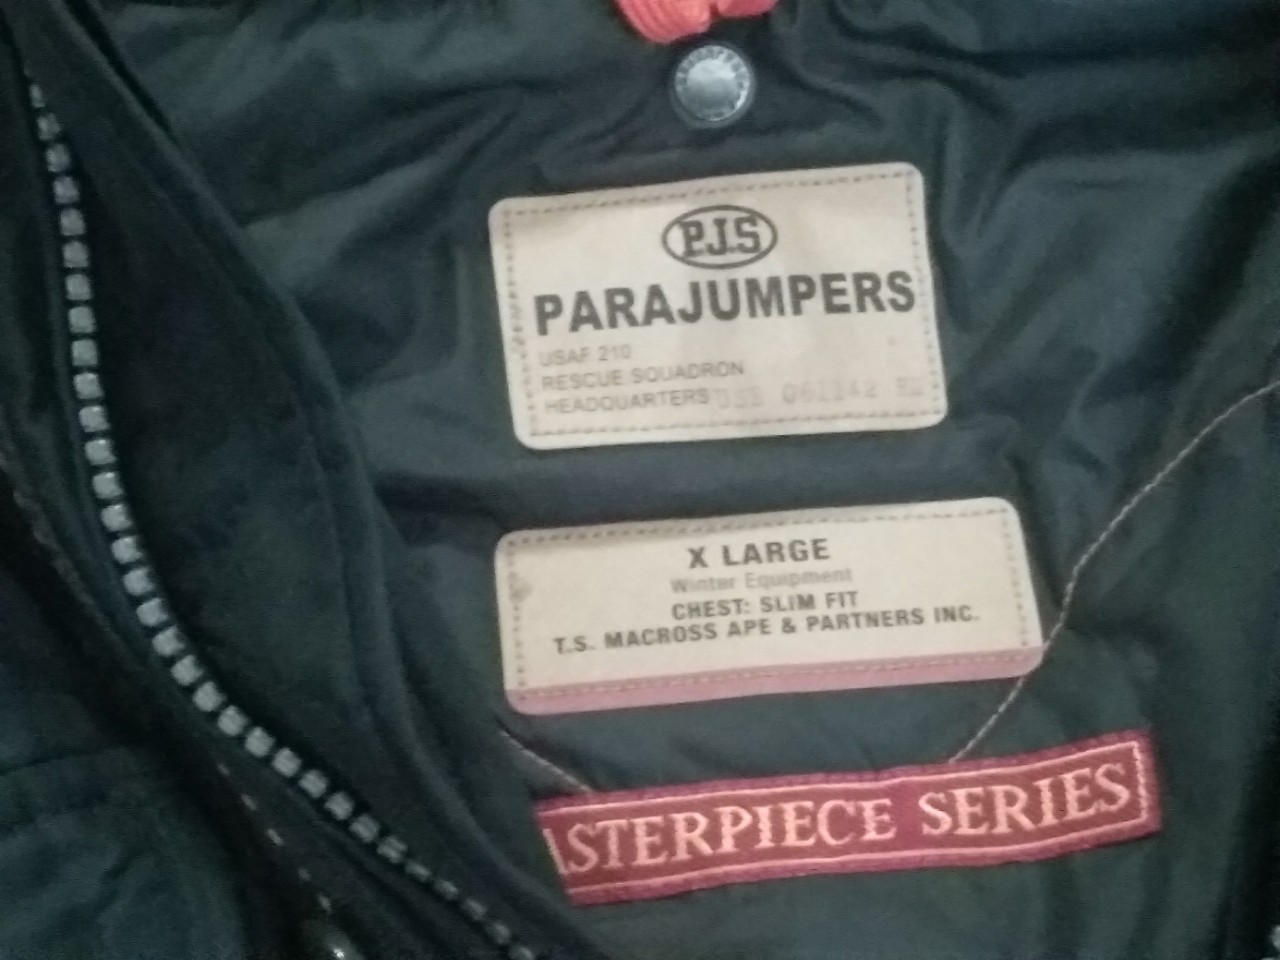 P.J.S
PARAJUMPERS
USAF 210
RESCUE SQUADRON
HEADQUARTERS
X LARGE
Winter Equipment
CHEST: SLIM FIT
T.S. MACROSS APE & PARTNERS INC.
ASTERPIECE SERIES